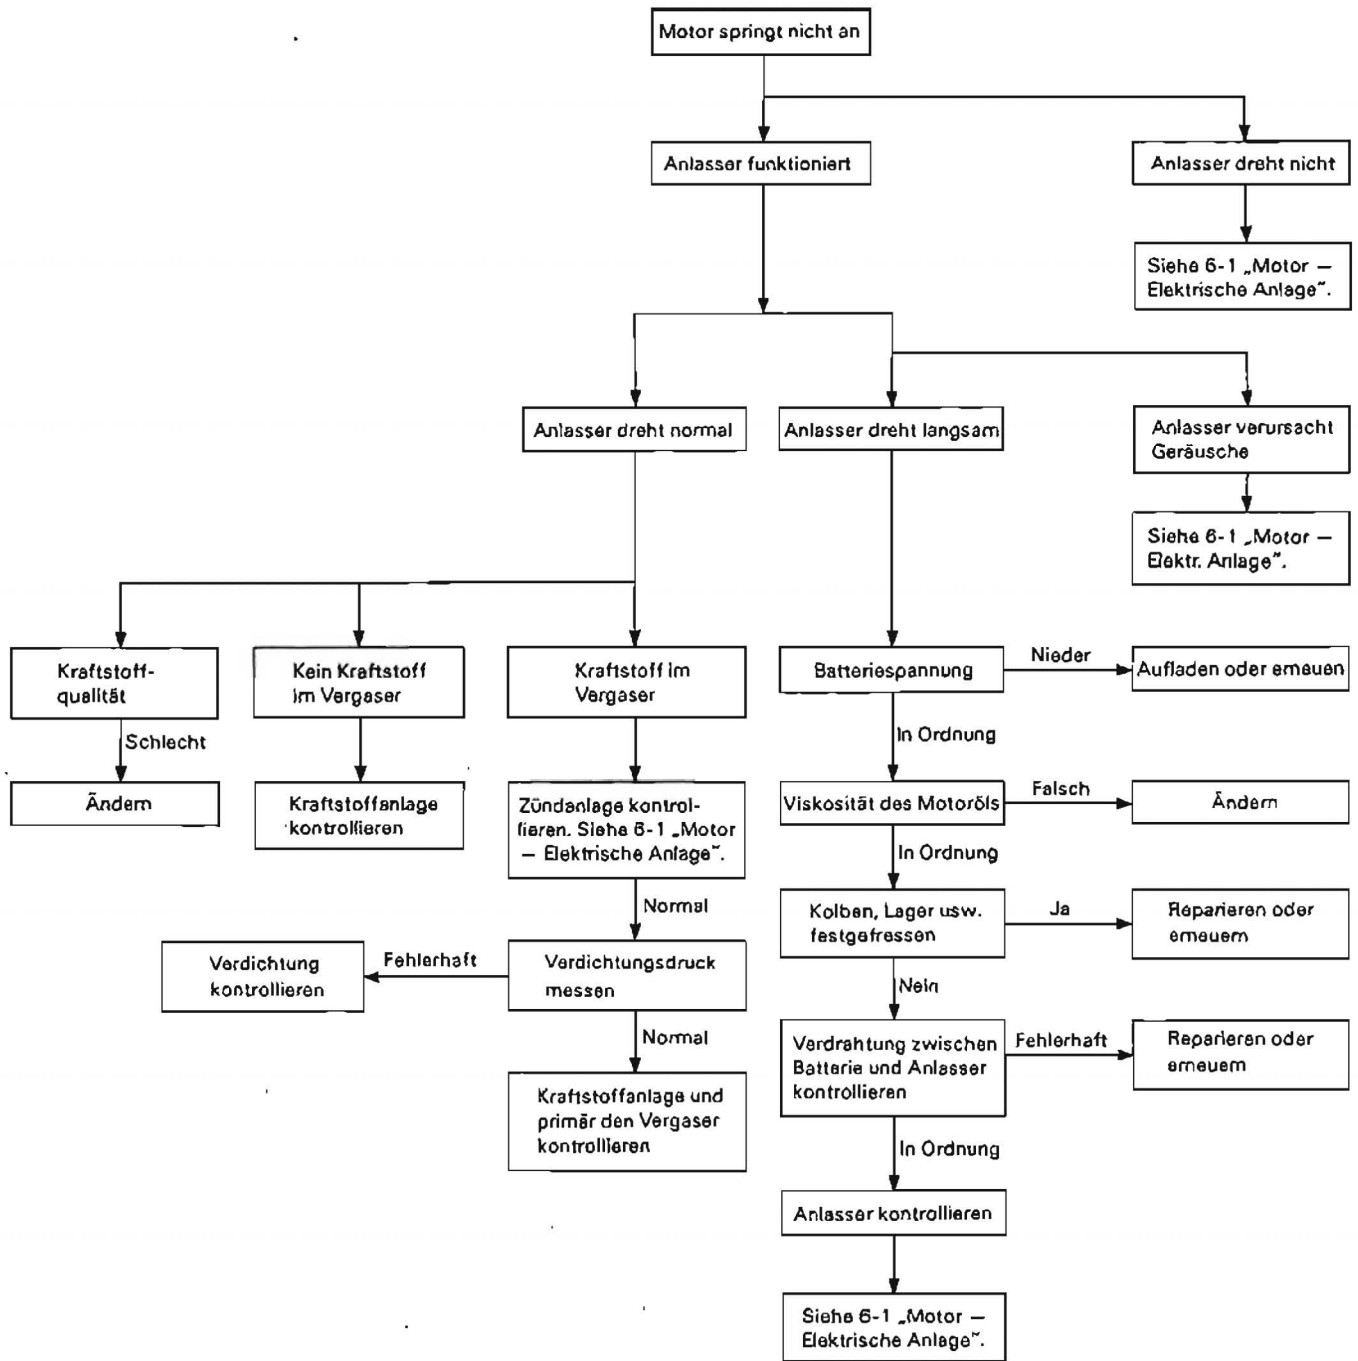 Motor springt nicht an
Anlasser funktioniert
Anlasser dreht nicht
Siehe 6-1 „Motor —
Elektrische Anlage“.
Anlasser dreht normal
Anlasser dreht langsam
Anlasser verursacht
Geräusche
Siehe 6-1 „Motor —
Elektr. Anlage“.
Kraftstoff-
qualität
Kein Kraftstoff
im Vergaser
Kraftstoff im
Vergaser
Batteriespannung
Nieder
Aufladen oder erneuen
Schlecht
In Ordnung
Ändern
Kraftstoffanlage
kontrollieren
Zündanlage kontrol-
lieren. Siehe 6-1 „Motor
— Elektrische Anlage“.
Viskosität des Motoröls
Falsch
Ändern
In Ordnung
Normal
Kolben, Lager usw.
festgefressen
Ja
Reparieren oder
erneuern
Verdichtung
kontrollieren
Fehlerhaft
Verdichtungsdruck
messen
Nein
Normal
Verdrahtung zwischen
Batterie und Anlasser
kontrollieren
Fehlerhaft
Reparieren oder
erneuern
Kraftstoffanlage und
primär den Vergaser
kontrollieren
In Ordnung
Anlasser kontrollieren
Siehe 6-1 „Motor —
Elektrische Anlage“.